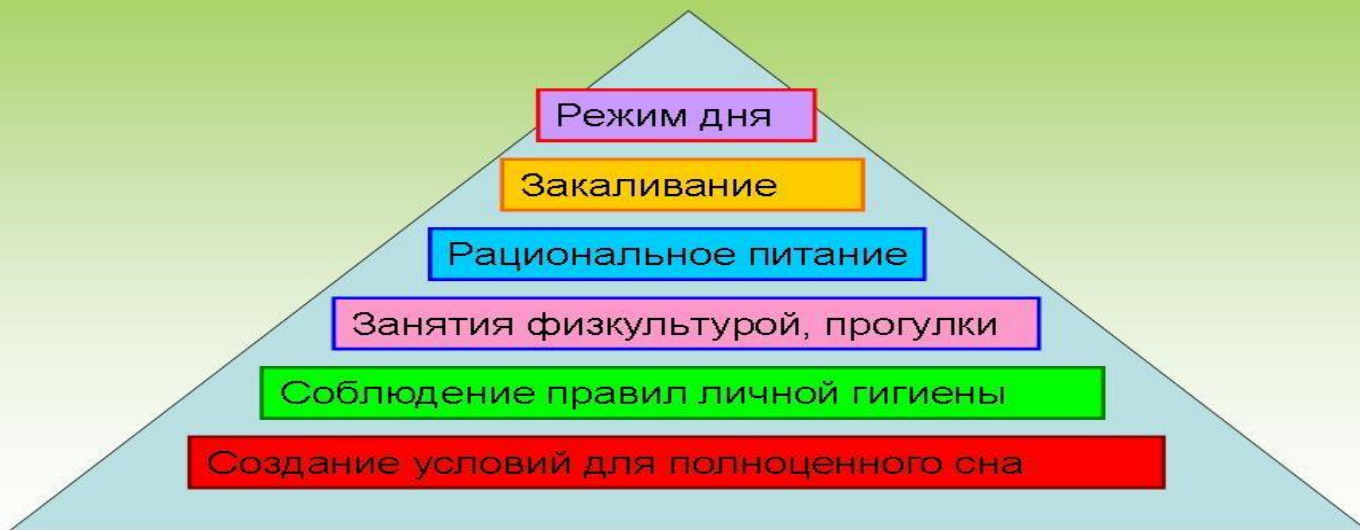 Режим дня
Закаливание
Рациональное питание
Занятия физкультурой, прогулки
Соблюдение правил личной гигиены
Создание условий для полноценного сна